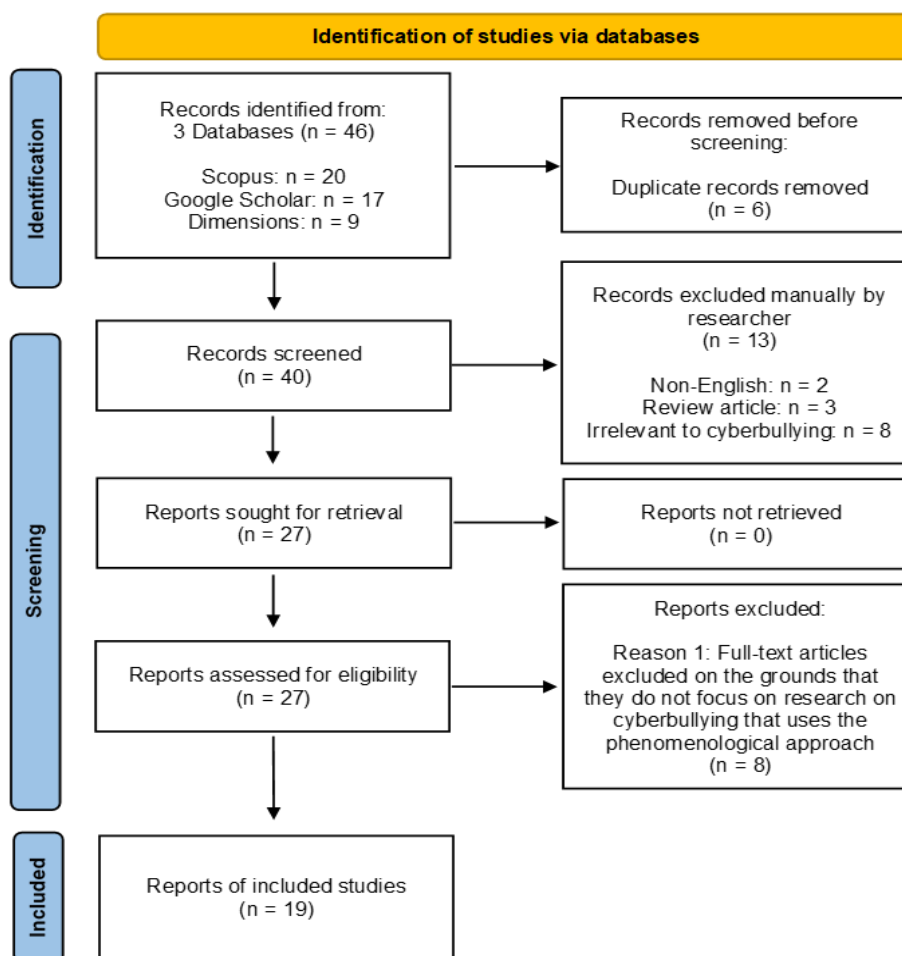 Identification of studies via databases
Identification
Records identified from:
3 Databases (n = 46)
Scopus: n = 20
Google Scholar: n = 17
Dimensions: n = 9
Records removed before
screening:
Duplicate records removed
(n = 6)
Screening
Records screened
(n = 40)
Records excluded manually by
researcher
(n = 13)
Non-English: n = 2
Review article: n = 3
Irrelevant to cyberbullying: n = 8
Reports sought for retrieval
(n = 27)
Reports not retrieved
(n = 0)
Reports assessed for eligibility
(n = 27)
Reports excluded:
Reason 1: Full-text articles
excluded on the grounds that
they do not focus on research on
cyberbullying that uses the
phenomenological approach
(n = 8)
Included
Reports of included studies
(n = 19)